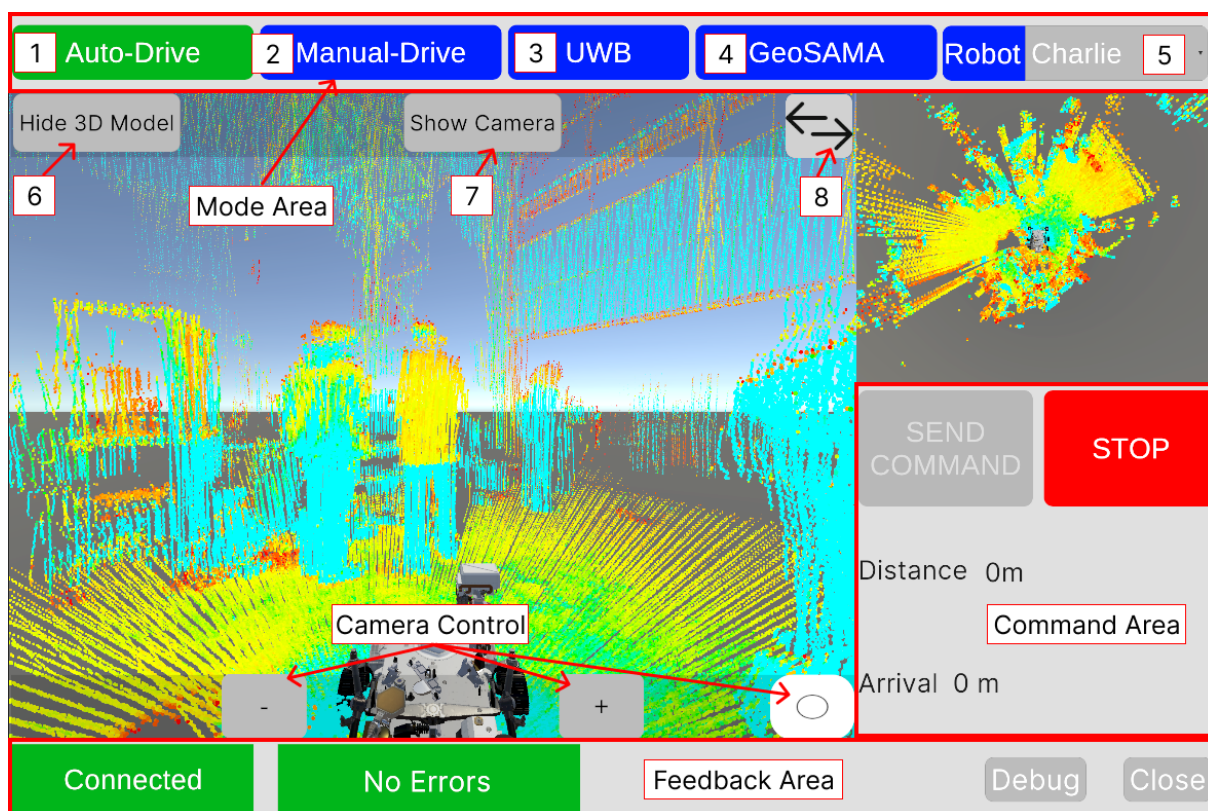 1 Auto-Drive 2 Manual-Drive 3 UWB 4 GeoSAMA Robot Charlie 5
Hide 3D Model Show Camera
6 Mode Area 7 8
SEND
COMMAND
STOP
Distance 0m
Camera Control
Command Area
Arrival 0 m
- +
Connected No Errors Feedback Area Debug Close